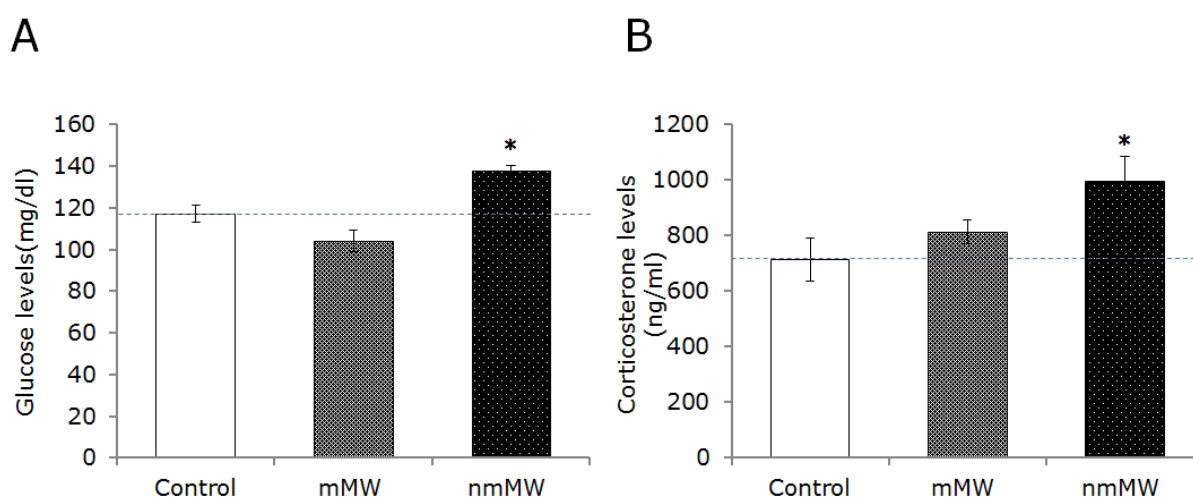 A
Glucose levels(mg/dl)
160
140
120
100
80
60
40
20
0
*
Control mMW nmMW
B
Corticosterone levels
(ng/ml)
1200
1000
800
600
400
200
0
*
Control mMW nmMW